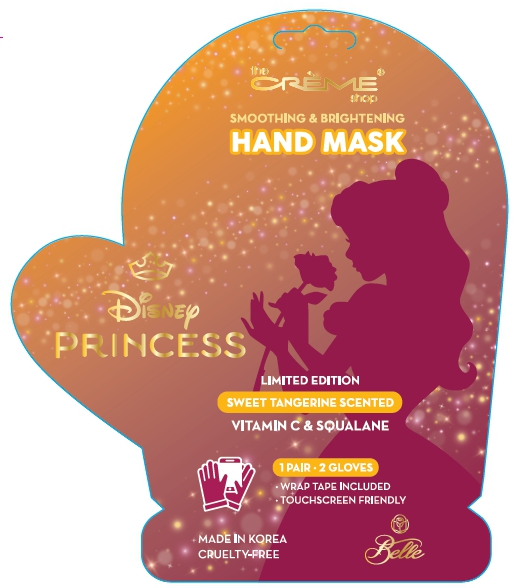 the
CRÈME®
shop
SMOOTHING & BRIGHTENING
HAND MASK
Disney
PRINCESS
LIMITED EDITION
SWEET TANGERINE SCENTED
VITAMIN C & SQUALANE
1 PAIR · 2 GLOVES
· WRAP TAPE INCLUDED
· TOUCHSCREEN FRIENDLY
MADE IN KOREA
CRUELTY-FREE
Belle